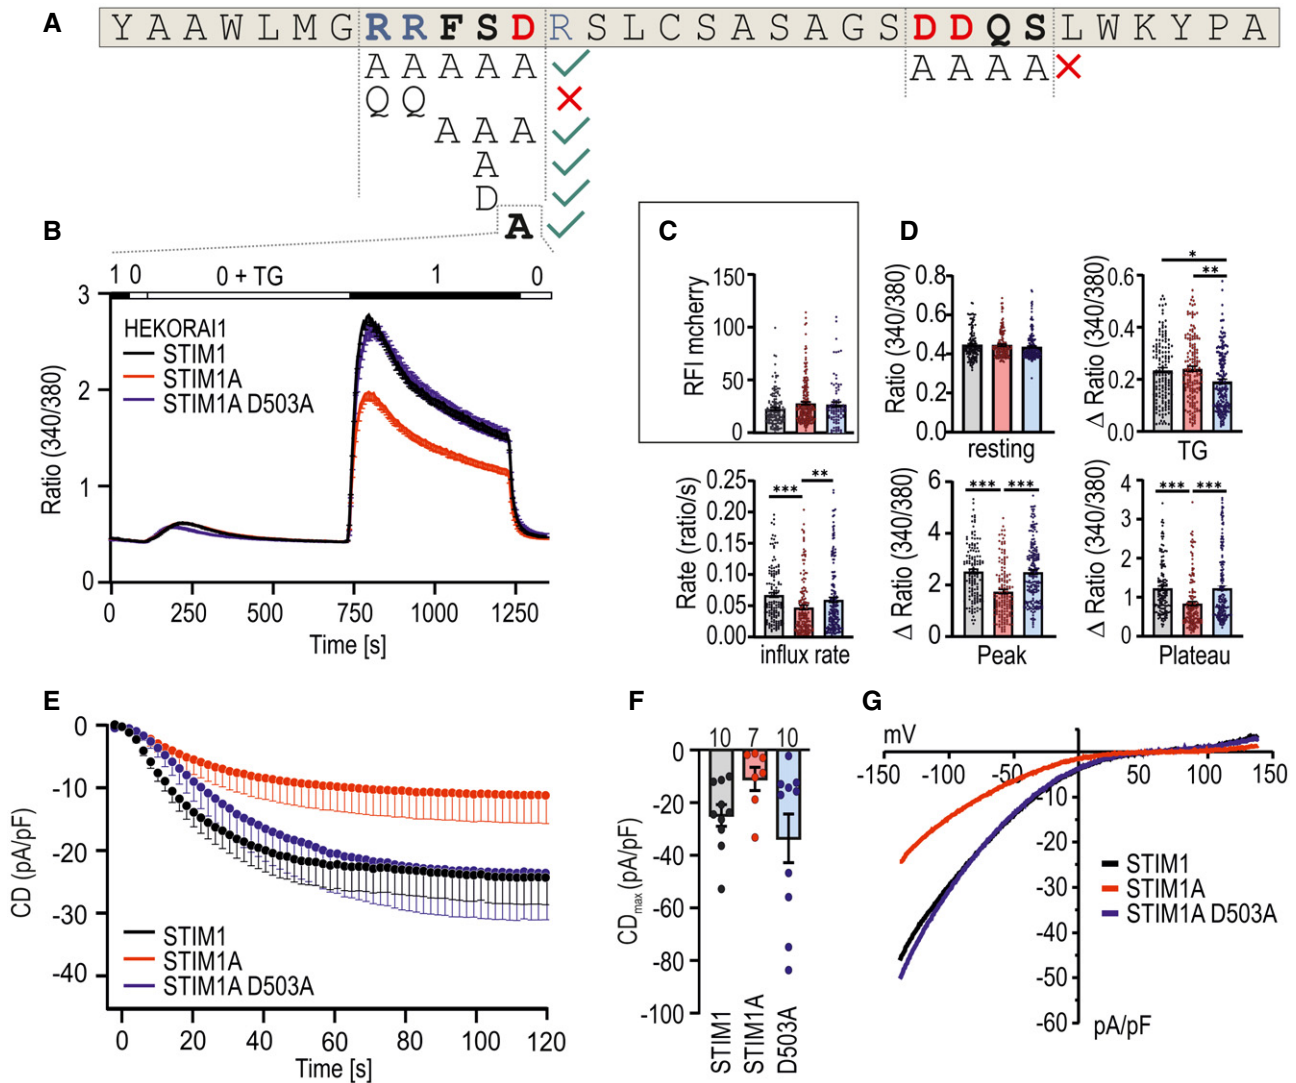 A
Y A A W L M G R R F S D R S L C S A S A G S D D Q S L W K Y P A
A A A A A A A A A
Q Q
A A A
A
D
A
B
1 0 0 + TG 1 0
Ratio (340/380)
3
2
1
0
HEKORAI1
STIM1
STIM1A
STIM1A D503A
0 250 500 750 1000 1250
Time [s]
C
RFI mcherry
150
100
50
0
Rate (ratio/s)
0.25
0.20
0.15
0.10
0.05
0.00
*** **
influx rate
D
Ratio (340/380)
0.8
0.6
0.4
0.2
0.0
resting
Δ Ratio (340/380)
0.6
0.4
0.2
0.0
*
**
TG
Δ Ratio (340/380)
6
4
2
0
*** ***
Peak
Δ Ratio (340/380)
4
3
2
1
0
*** ***
Plateau
E
CD (pA/pF)
0
-10
-20
-30
-40
STIM1
STIM1A
STIM1A D503A
0 20 40 60 80 100 120
Time [s]
F
CDmax (pA/pF)
10 7 10
0
-20
-40
-60
-80
-100
STIM1
STIM1A
D503A
G
mV
-150 -100 -50 50 100 150
-10
-20
-30
-40
-50
-60
pA/pF
STIM1
STIM1A
STIM1A D503A